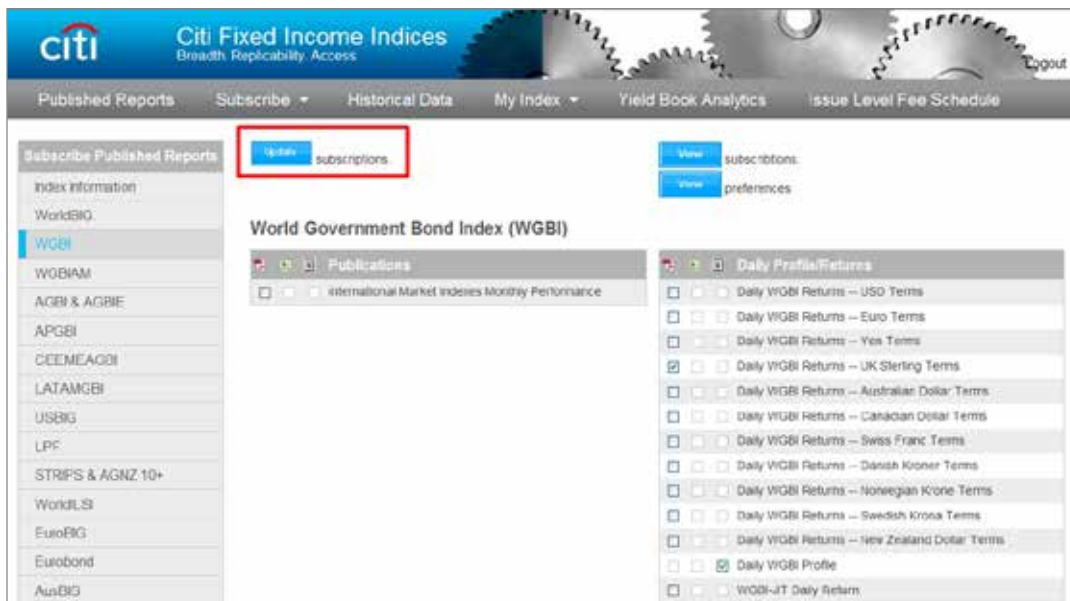 citi
Citi Fixed Income Indices
Breadth. Replicability. Access
Logout
Published Reports Subscribe Historical Data My Index Yield Book Analytics Issue Level Fee Schedule
Subscribe Published Reports
Index Information
WorldBIG
WGBI
WGBIAM
AGBI & AGBIE
APGBI
CEEMEAGBI
LATAMGBI
USBIG
LPF
STRIPS & AGNZ 10+
WorldILSI
EuroBIG
Eurobond
AusBIG
Update subscriptions.
View subscribtions.
View preferences
World Government Bond Index (WGBI)
Publications
International Market Indexes Monthly Performance
Daily Profile/Returns
Daily WGBI Returns -- USD Terms
Daily WGBI Returns -- Euro Terms
Daily WGBI Returns -- Yen Terms
Daily WGBI Returns -- UK Sterling Terms
Daily WGBI Returns -- Australian Dollar Terms
Daily WGBI Returns -- Canadian Dollar Terms
Daily WGBI Returns -- Swiss Franc Terms
Daily WGBI Returns -- Danish Kroner Terms
Daily WGBI Returns -- Norwegian Krone Terms
Daily WGBI Returns -- Swedish Krona Terms
Daily WGBI Returns -- New Zealand Dollar Terms
Daily WGBI Profile
WGBI-JIT Daily Return